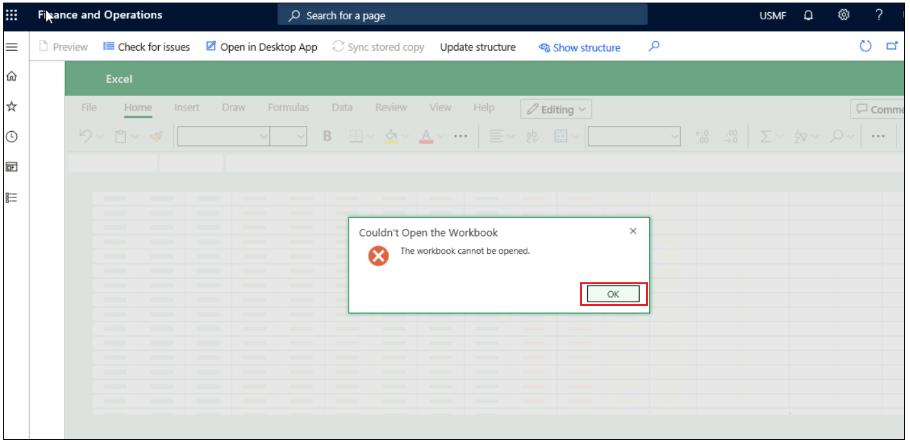 Finance and Operations
Search for a page
USMF
?
Preview
Check for issues
Open in Desktop App
Sync stored copy
Update structure
Show structure
Excel
File Home Insert Draw Formulas Data Review View Help Editing
B A
Couldn't Open the Workbook
The workbook cannot be opened.
OK